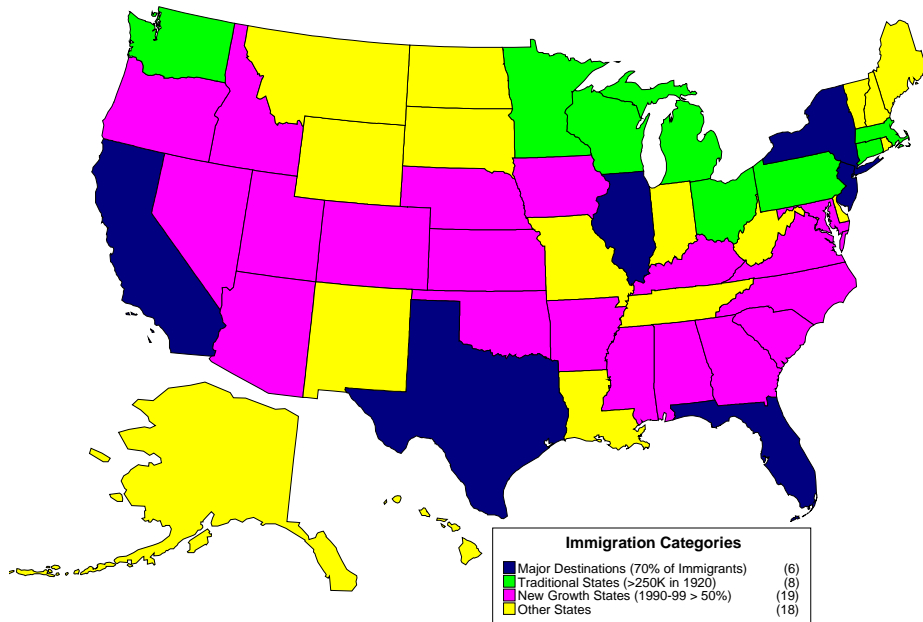 Immigration Categories
Major Destinations (70% of Immigrants) (6)
Traditional States (>250K in 1920) (8)
New Growth States (1990-99 > 50%) (19)
Other States (18)